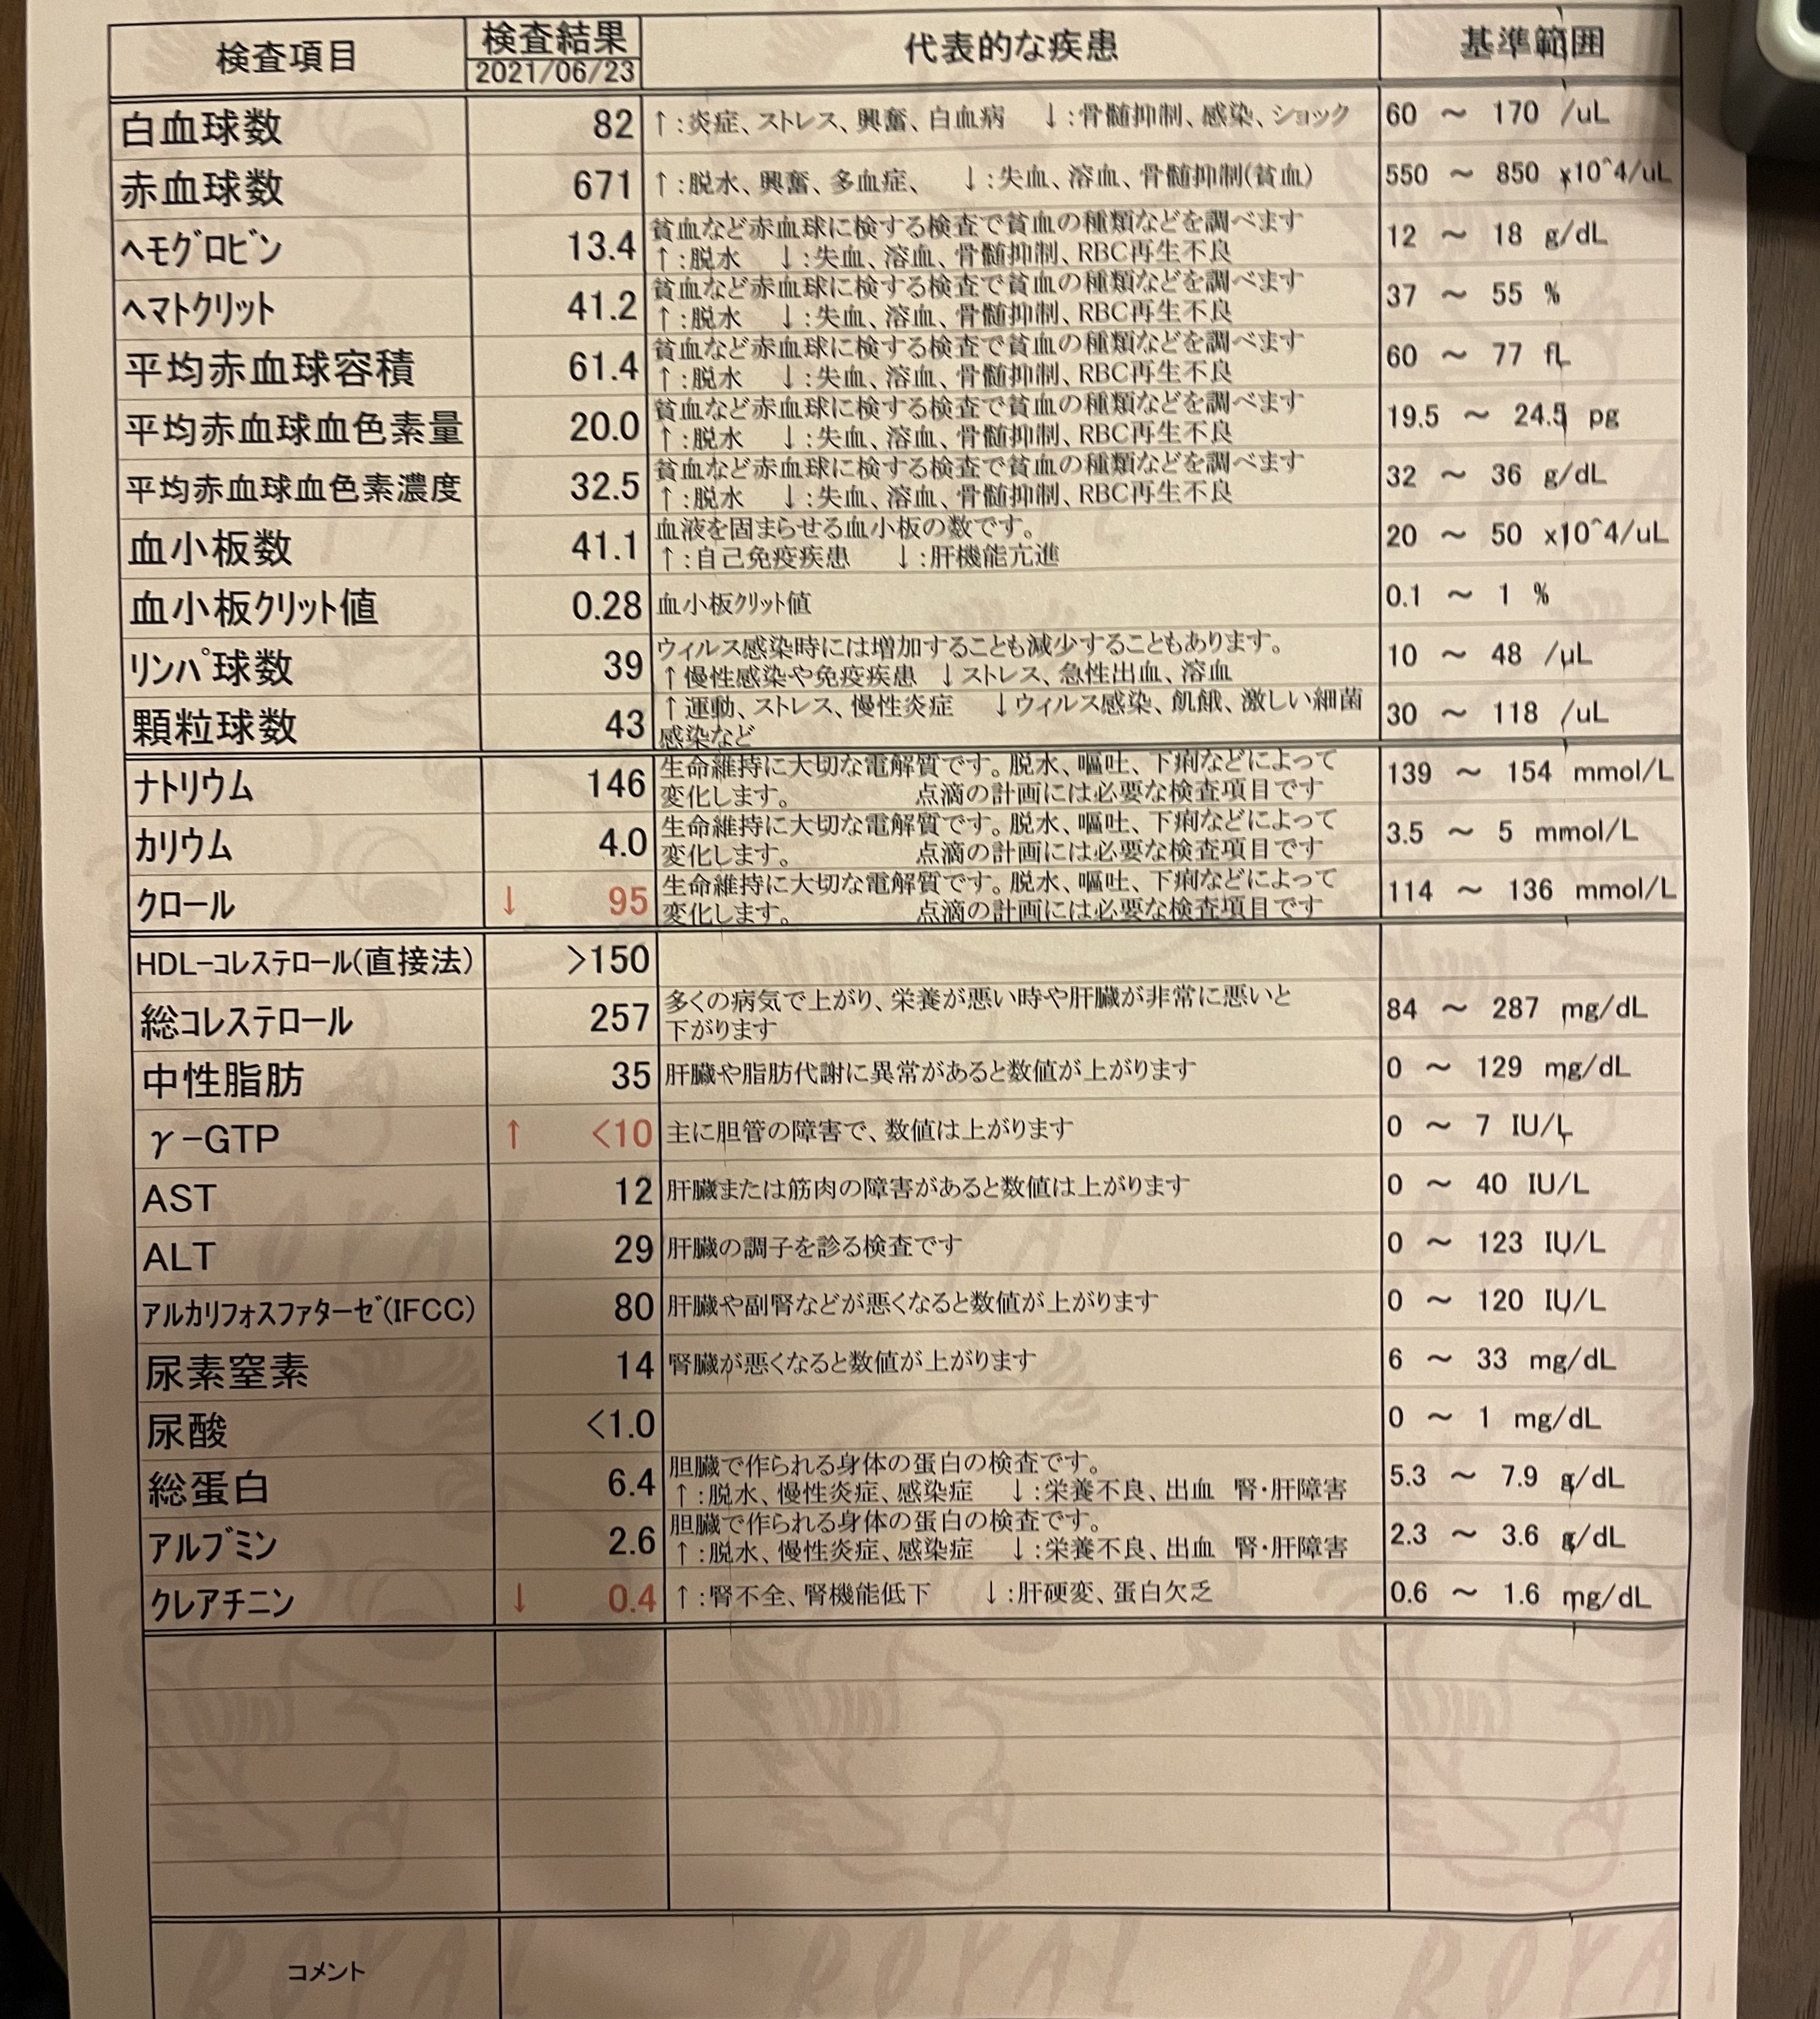 検査項目 検査結果 代表的な疾患 基準範囲
2021/06/23
白血球数 82 ↑:炎症、ストレス、興奮、白血病 ↓:骨髄抑制、感染、ショック 60 ～ 170 /uL
赤血球数 671 ↑:脱水、興奮、多血症、 ↓:失血、溶血、骨髄抑制(貧血) 550 ～ 850 x10^4/uL
ヘモグロビン 13.4 貧血など赤血球に検する検査で貧血の種類などを調べます 12 ～ 18 g/dL
↑:脱水 ↓:失血、溶血、骨髄抑制、RBC再生不良
ヘマトクリット 41.2 貧血など赤血球に検する検査で貧血の種類などを調べます 37 ～ 55 %
↑:脱水 ↓:失血、溶血、骨髄抑制、RBC再生不良
平均赤血球容積 61.4 貧血など赤血球に検する検査で貧血の種類などを調べます 60 ～ 77 fL
↑:脱水 ↓:失血、溶血、骨髄抑制、RBC再生不良
平均赤血球血色素量 20.0 貧血など赤血球に検する検査で貧血の種類などを調べます 19.5 ～ 24.5 pg
↑:脱水 ↓:失血、溶血、骨髄抑制、RBC再生不良
平均赤血球血色素濃度 32.5 貧血など赤血球に検する検査で貧血の種類などを調べます 32 ～ 36 g/dL
↑:脱水 ↓:失血、溶血、骨髄抑制、RBC再生不良
血小板数 41.1 血液を固まらせる血小板の数です。 20 ～ 50 x10^4/uL
↑:自己免疫疾患 ↓:肝機能亢進
血小板クリット値 0.28 血小板クリット値 0.1 ～ 1 %
リンパ球数 39 ウィルス感染時には増加することも減少することもあります。 10 ～ 48 /μL
↑慢性感染や免疫疾患 ↓ストレス、急性出血、溶血
顆粒球数 43 ↑運動、ストレス、慢性炎症 ↓ウィルス感染、飢餓、激しい細菌 30 ～ 118 /uL
感染など
ナトリウム 146 生命維持に大切な電解質です。脱水、嘔吐、下痢などによって 139 ～ 154 mmol/L
変化します。 点滴の計画には必要な検査項目です
カリウム 4.0 生命維持に大切な電解質です。脱水、嘔吐、下痢などによって 3.5 ～ 5 mmol/L
変化します。 点滴の計画には必要な検査項目です
クロール ↓ 95 生命維持に大切な電解質です。脱水、嘔吐、下痢などによって 114 ～ 136 mmol/L
変化します。 点滴の計画には必要な検査項目です
HDL-コレステロール(直接法) >150
総コレステロール 257 多くの病気で上がり、栄養が悪い時や肝臓が非常に悪いと 84 ～ 287 mg/dL
下がります
中性脂肪 35 肝臓や脂肪代謝に異常があると数値が上がります 0 ～ 129 mg/dL
γ-GTP ↑ <10 主に胆管の障害で、数値は上がります 0 ～ 7 IU/L
AST 12 肝臓または筋肉の障害があると数値は上がります 0 ～ 40 IU/L
ALT 29 肝臓の調子を診る検査です 0 ～ 123 IU/L
アルカリフォスファターゼ(IFCC) 80 肝臓や副腎などが悪くなると数値が上がります 0 ～ 120 IU/L
尿素窒素 14 腎臓が悪くなると数値が上がります 6 ～ 33 mg/dL
尿酸 <1.0 0 ～ 1 mg/dL
総蛋白 6.4 胆臓で作られる身体の蛋白の検査です。 5.3 ～ 7.9 g/dL
↑:脱水、慢性炎症、感染症 ↓:栄養不良、出血 腎・肝障害
アルブミン 2.6 胆臓で作られる身体の蛋白の検査です。 2.3 ～ 3.6 g/dL
↑:脱水、慢性炎症、感染症 ↓:栄養不良、出血 腎・肝障害
クレアチニン ↓ 0.4 ↑:腎不全、腎機能低下 ↓:肝硬変、蛋白欠乏 0.6 ～ 1.6 mg/dL
コメント
ROYAL ROYAL ROYAL